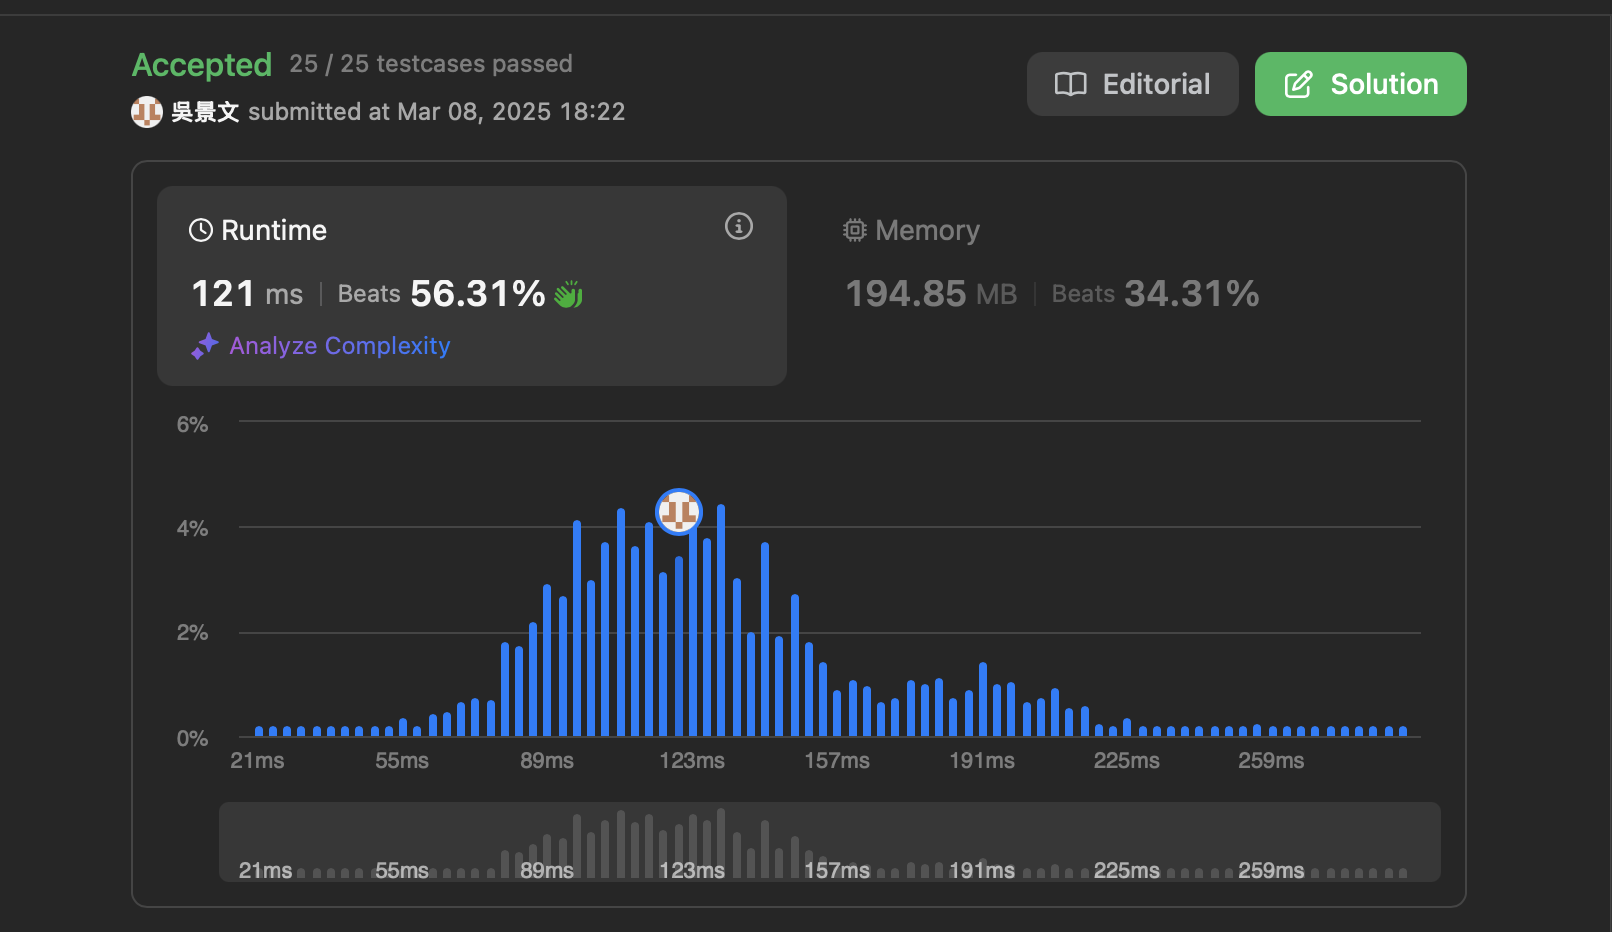 Accepted 25 / 25 testcases passed
吳景文 submitted at Mar 08, 2025 18:22
Editorial
Solution
Runtime
121 ms | Beats 56.31%
Analyze Complexity
Memory
194.85 MB | Beats 34.31%
6%
4%
2%
0%
21ms 55ms 89ms 123ms 157ms 191ms 225ms 259ms
21ms 55ms 89ms 123ms 157ms 191ms 225ms 259ms